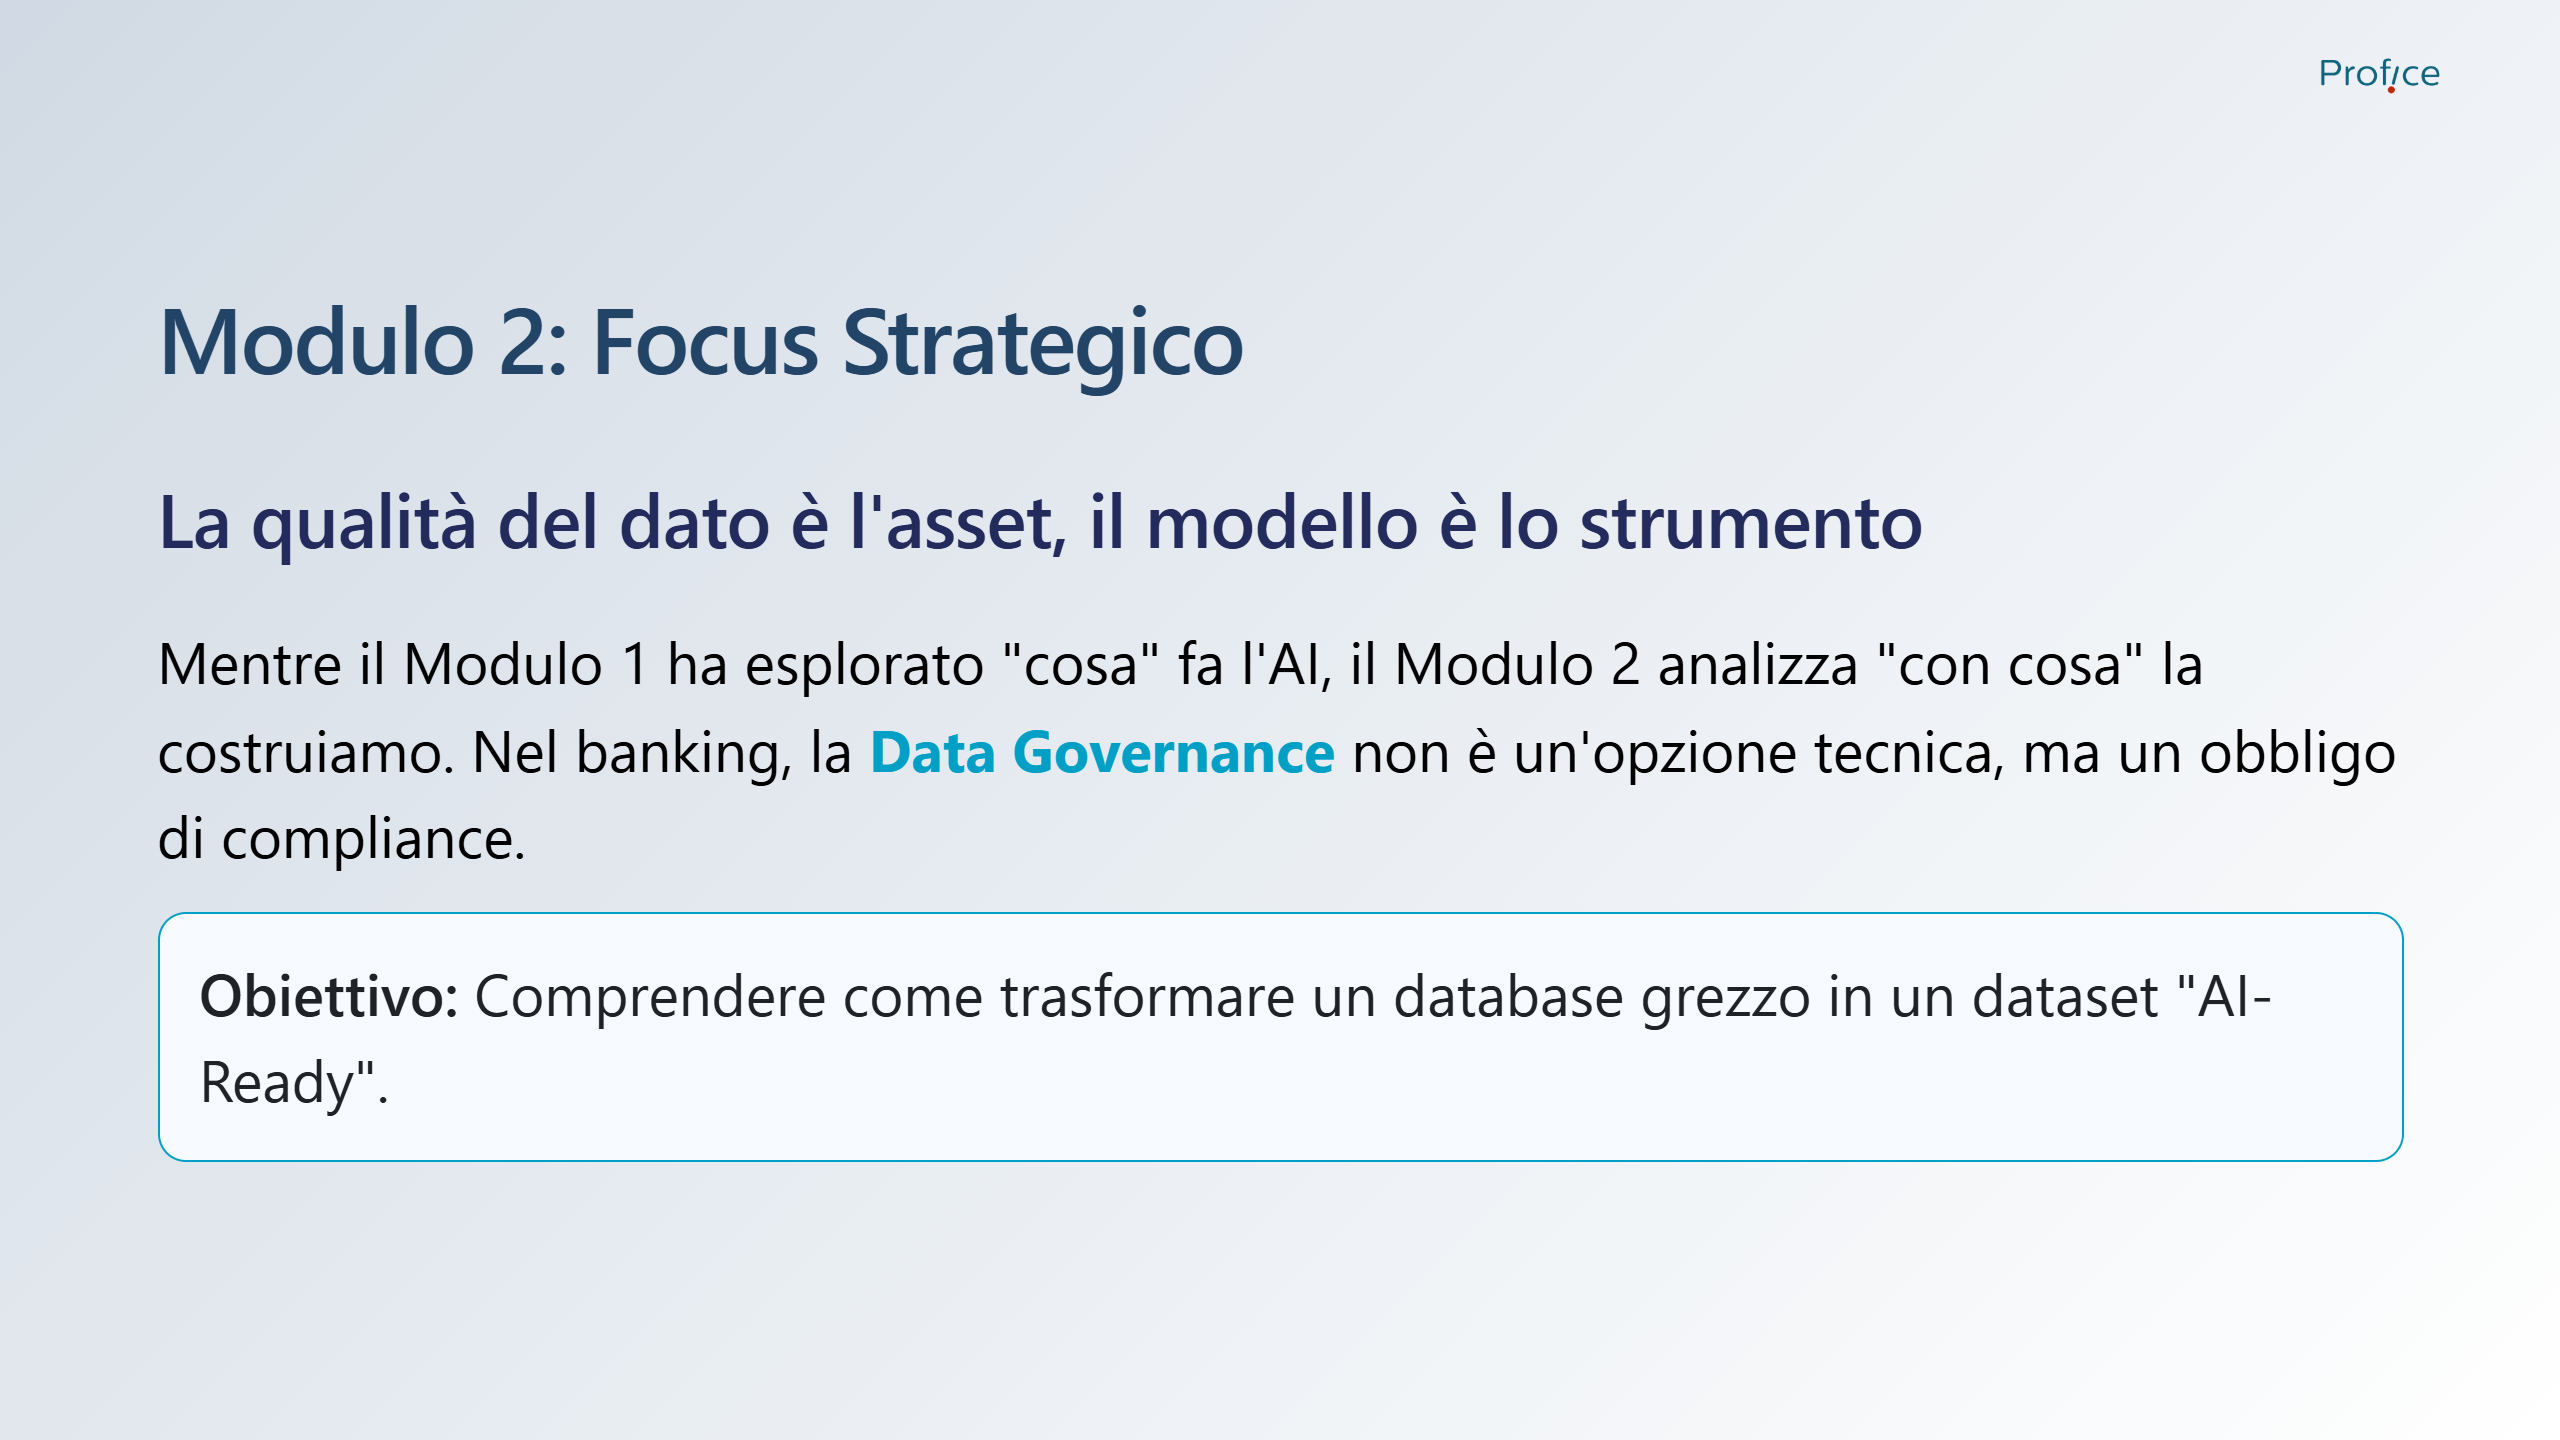 Profice
Modulo 2: Focus Strategico
La qualità del dato è l'asset, il modello è lo strumento
Mentre il Modulo 1 ha esplorato "cosa" fa l'AI, il Modulo 2 analizza "con cosa" la
costruiamo. Nel banking, la Data Governance non è un'opzione tecnica, ma un obbligo
di compliance.
Obiettivo: Comprendere come trasformare un database grezzo in un dataset "AI-
Ready".